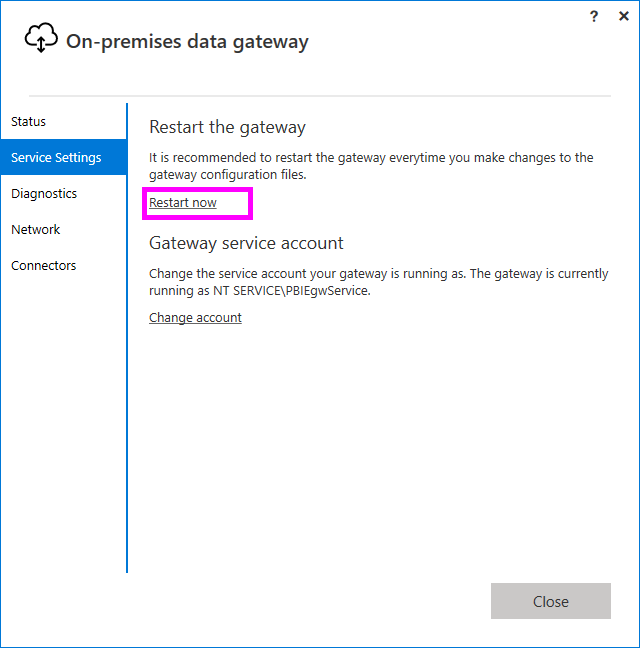 ? ×
On-premises data gateway
Status
Service Settings
Diagnostics
Network
Connectors
Restart the gateway
It is recommended to restart the gateway everytime you make changes to the
gateway configuration files.
Restart now
Gateway service account
Change the service account your gateway is running as. The gateway is currently
running as NT SERVICE\PBIEgwService.
Change account
Close